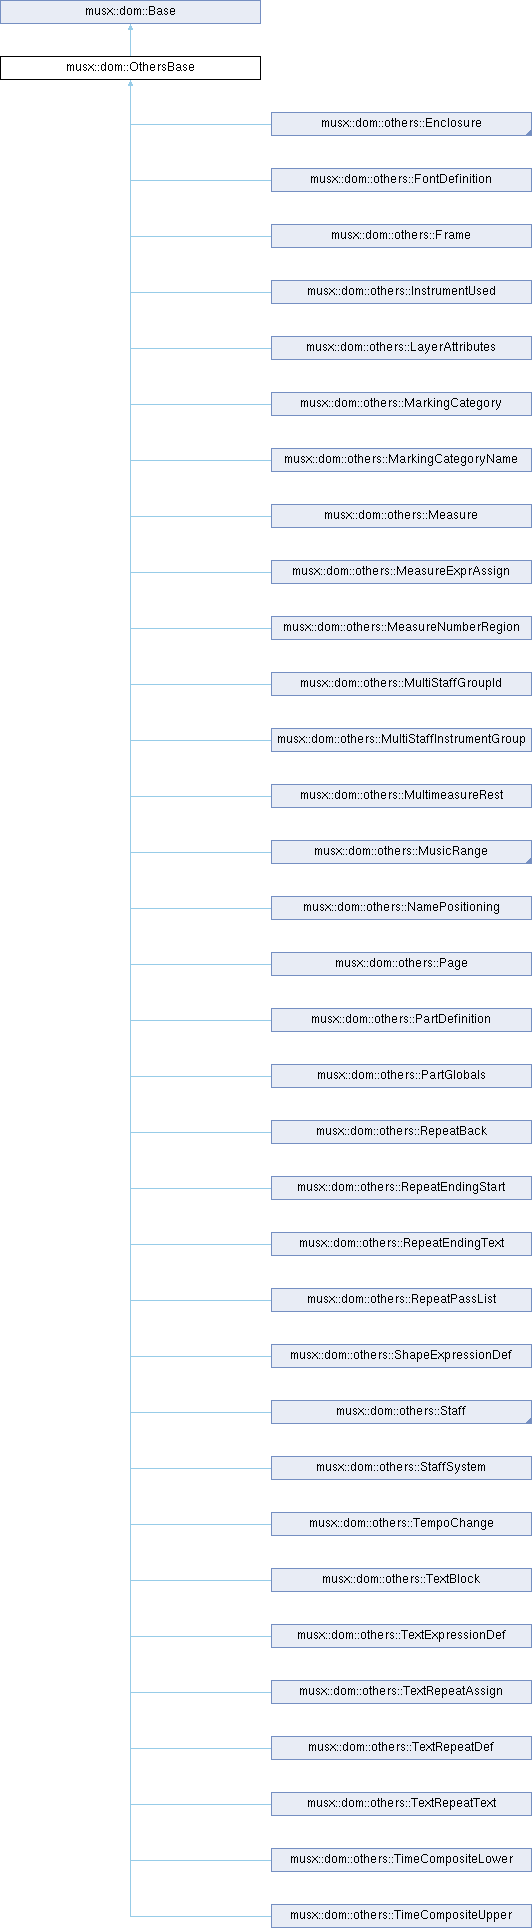 musx::dom::Base
musx::dom::OthersBase
musx::dom::others::Enclosure
musx::dom::others::FontDefinition
musx::dom::others::Frame
musx::dom::others::InstrumentUsed
musx::dom::others::LayerAttributes
musx::dom::others::MarkingCategory
musx::dom::others::MarkingCategoryName
musx::dom::others::Measure
musx::dom::others::MeasureExprAssign
musx::dom::others::MeasureNumberRegion
musx::dom::others::MultiStaffGroupId
musx::dom::others::MultiStaffInstrumentGroup
musx::dom::others::MultimeasureRest
musx::dom::others::MusicRange
musx::dom::others::NamePositioning
musx::dom::others::Page
musx::dom::others::PartDefinition
musx::dom::others::PartGlobals
musx::dom::others::RepeatBack
musx::dom::others::RepeatEndingStart
musx::dom::others::RepeatEndingText
musx::dom::others::RepeatPassList
musx::dom::others::ShapeExpressionDef
musx::dom::others::Staff
musx::dom::others::StaffSystem
musx::dom::others::TempoChange
musx::dom::others::TextBlock
musx::dom::others::TextExpressionDef
musx::dom::others::TextRepeatAssign
musx::dom::others::TextRepeatDef
musx::dom::others::TextRepeatText
musx::dom::others::TimeCompositeLower
musx::dom::others::TimeCompositeUpper